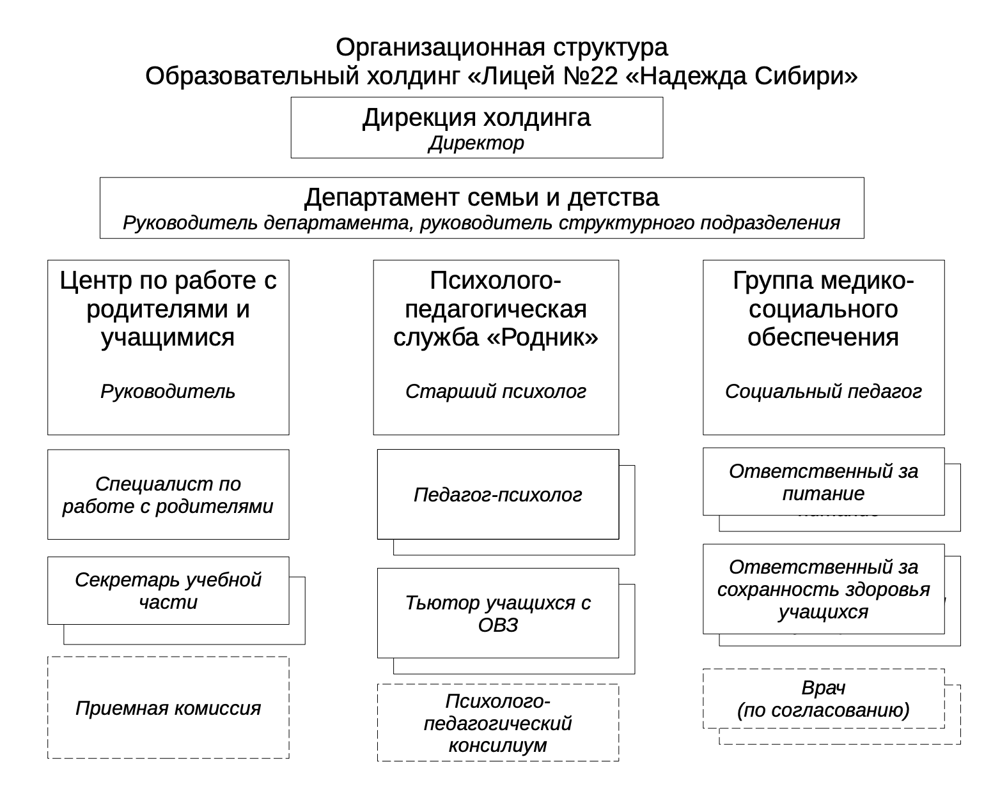 Организационная структура
Образовательный холдинг «Лицей №22 «Надежда Сибири»
Дирекция холдинга
Директор
Департамент семьи и детства
Руководитель департамента, руководитель структурного подразделения
Центр по работе с
родителями и
учащимися
Руководитель
Психолого-
педагогическая
служба «Родник»
Старший психолог
Группа медико-
социального
обеспечения
Социальный педагог
Специалист по
работе с родителями
Секретарь учебной
части
Приемная комиссия
Педагог-психолог
Тьютор учащихся с
ОВЗ
Психолого-
педагогический
консилиум
Ответственный за
питание
Ответственный за
сохранность здоровья
учащихся
Врач
(по согласованию)